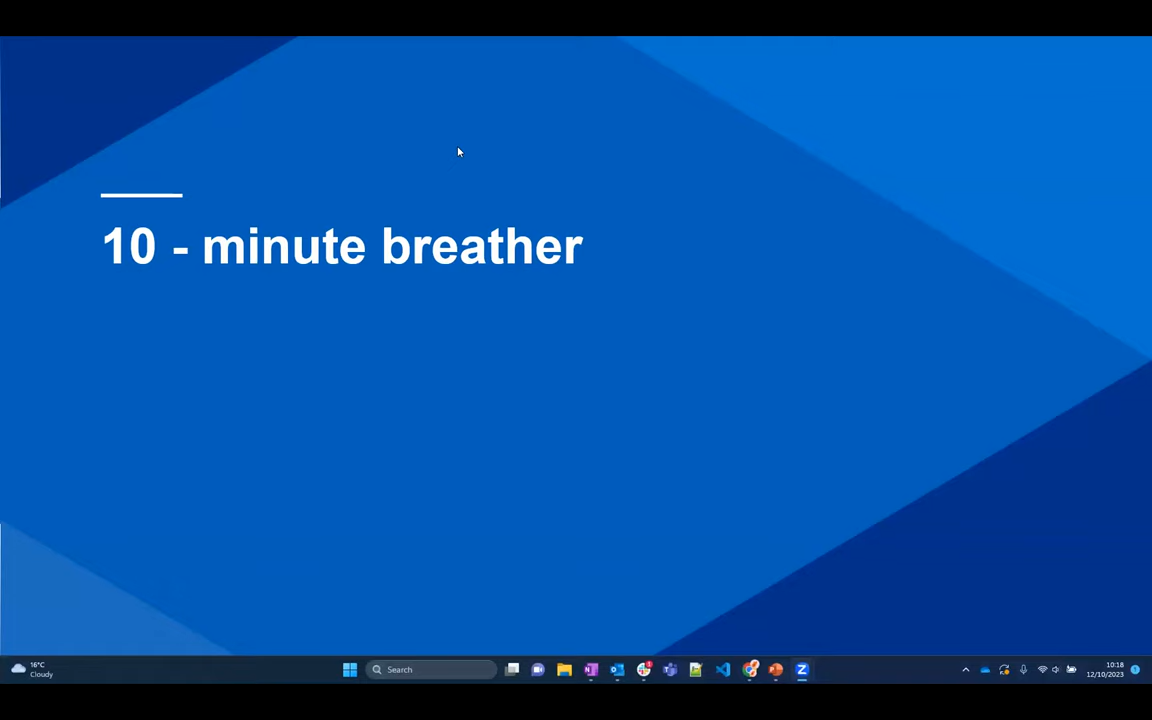 10 - minute breather
16°C
Cloudy
Search
10:18
12/10/2023